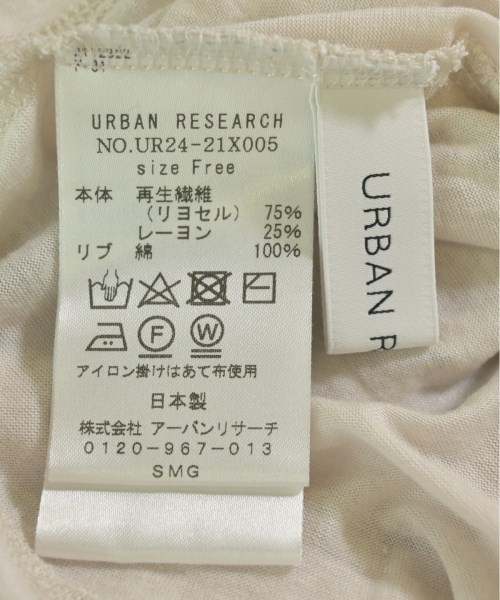 URBAN RESEARCH
NO.UR24-21X005
size Free
本体 再生繊維
（リヨセル） 75%
レーヨン 25%
リブ 綿 100%
F W
アイロン掛けはあて布使用
日本製
株式会社 アーバンリサーチ
0120-967-013
SMG
URBAN R